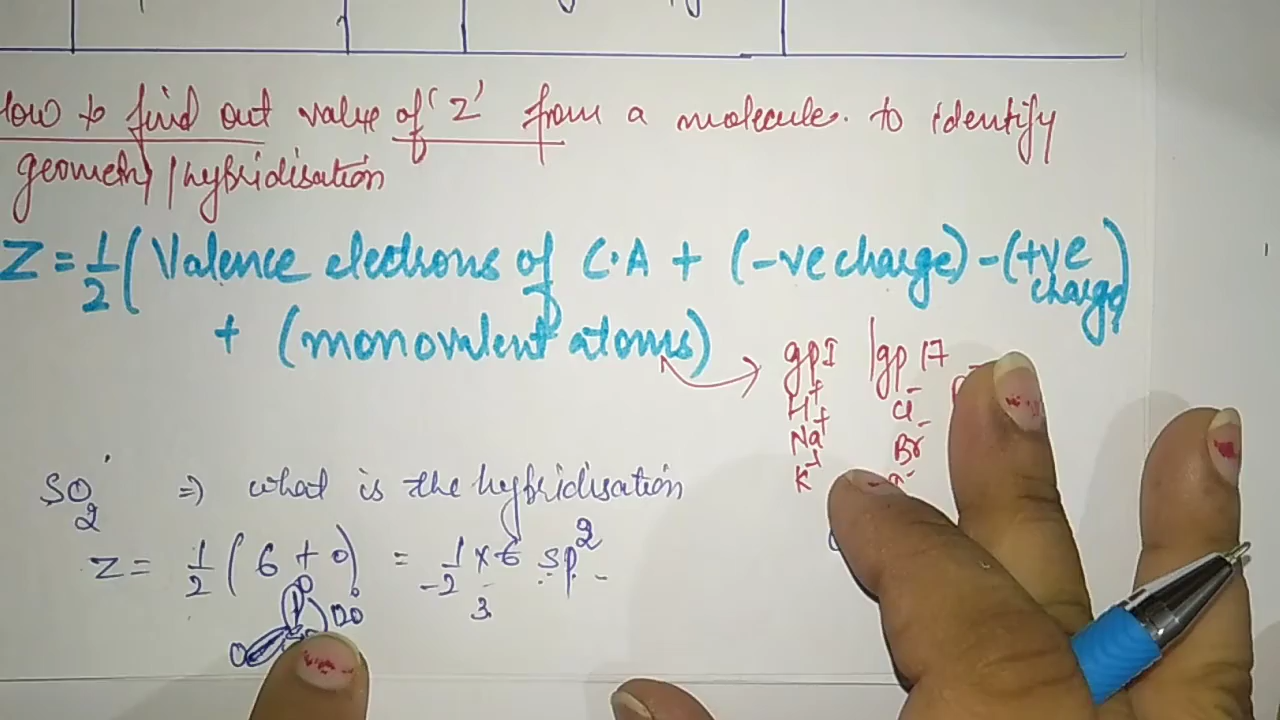 How to find out value of 'Z' from a molecule. to identify
geometry / hybridisation
Z = 1/2 ( Valence electrons of C.A + (-ve charge) - (+ve charge)
+ (monovalent atoms)
gp I | gp 17
H⁺ Cl⁻
Na⁺ Br⁻
K⁺
SO₂ ⇒ what is the hybridisation
Z = 1/2 ( 6 + 0 ) = 1/2 × 6 sp²
3
120